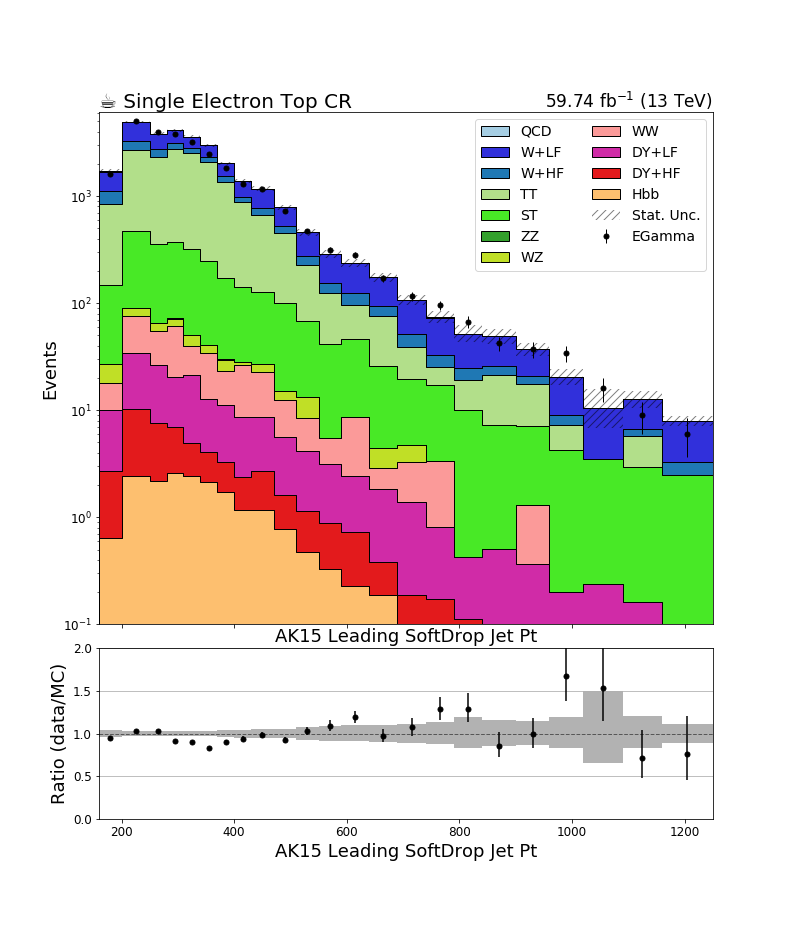 ☕ Single Electron Top CR
59.74 fb⁻¹ (13 TeV)
QCD
W+LF
W+HF
TT
ST
ZZ
WZ
WW
DY+LF
DY+HF
Hbb
Stat. Unc.
EGamma
Events
10³
10²
10¹
10⁰
10⁻¹
AK15 Leading SoftDrop Jet Pt
Ratio (data/MC)
2.0
1.5
1.0
0.5
0.0
200 400 600 800 1000 1200
AK15 Leading SoftDrop Jet Pt